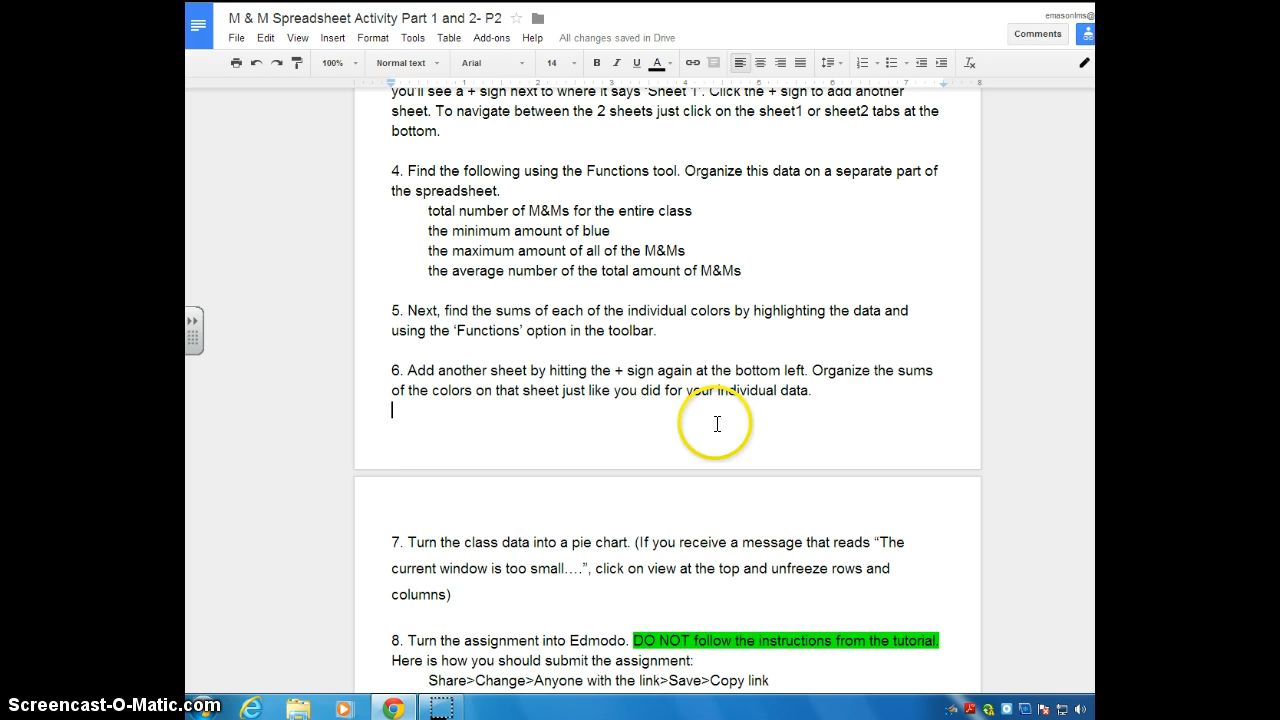 M & M Spreadsheet Activity Part 1 and 2- P2
emasonlms@
File Edit View Insert Format Tools Table Add-ons Help All changes saved in Drive
Comments
100% Normal text Arial 14 B I U A
1 2 3 4 5 6 7 8
you'll see a + sign next to where it says 'Sheet 1'. Click the + sign to add another
sheet. To navigate between the 2 sheets just click on the sheet1 or sheet2 tabs at the
bottom.
4. Find the following using the Functions tool. Organize this data on a separate part of
the spreadsheet.
total number of M&Ms for the entire class
the minimum amount of blue
the maximum amount of all of the M&Ms
the average number of the total amount of M&Ms
5. Next, find the sums of each of the individual colors by highlighting the data and
using the 'Functions' option in the toolbar.
6. Add another sheet by hitting the + sign again at the bottom left. Organize the sums
of the colors on that sheet just like you did for your individual data.
7. Turn the class data into a pie chart. (If you receive a message that reads "The
current window is too small....", click on view at the top and unfreeze rows and
columns)
8. Turn the assignment into Edmodo. DO NOT follow the instructions from the tutorial.
Here is how you should submit the assignment:
Share>Change>Anyone with the link>Save>Copy link
Screencast-O-Matic.com